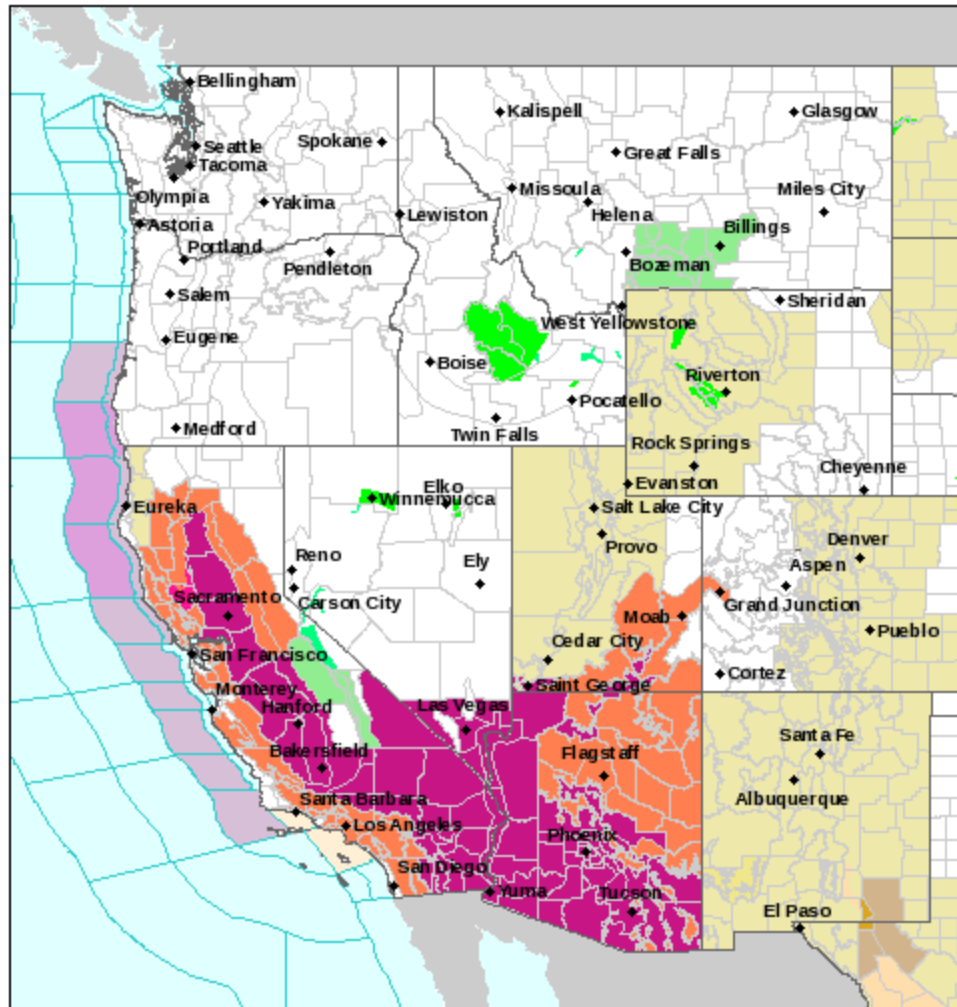 Bellingham
Kalispell
Glasgow
Seattle
Spokane
Great Falls
Tacoma
Missoula
Miles City
Olympia
Yakima
Lewiston
Helena
Astoria
Billings
Portland
Pendleton
Bozeman
Salem
Sheridan
West Yellowstone
Eugene
Boise
Riverton
Pocatello
Medford
Twin Falls
Rock Springs
Cheyenne
Elko
Evanston
Winnemucca
Eureka
Salt Lake City
Provo
Denver
Reno
Ely
Aspen
Sacramento
Carson City
Grand Junction
Moab
Pueblo
Cedar City
San Francisco
Cortez
Saint George
Monterey
Hanford
Las Vegas
Santa Fe
Bakersfield
Flagstaff
Albuquerque
Santa Barbara
Los Angeles
Phoenix
San Diego
Yuma
Tucson
El Paso